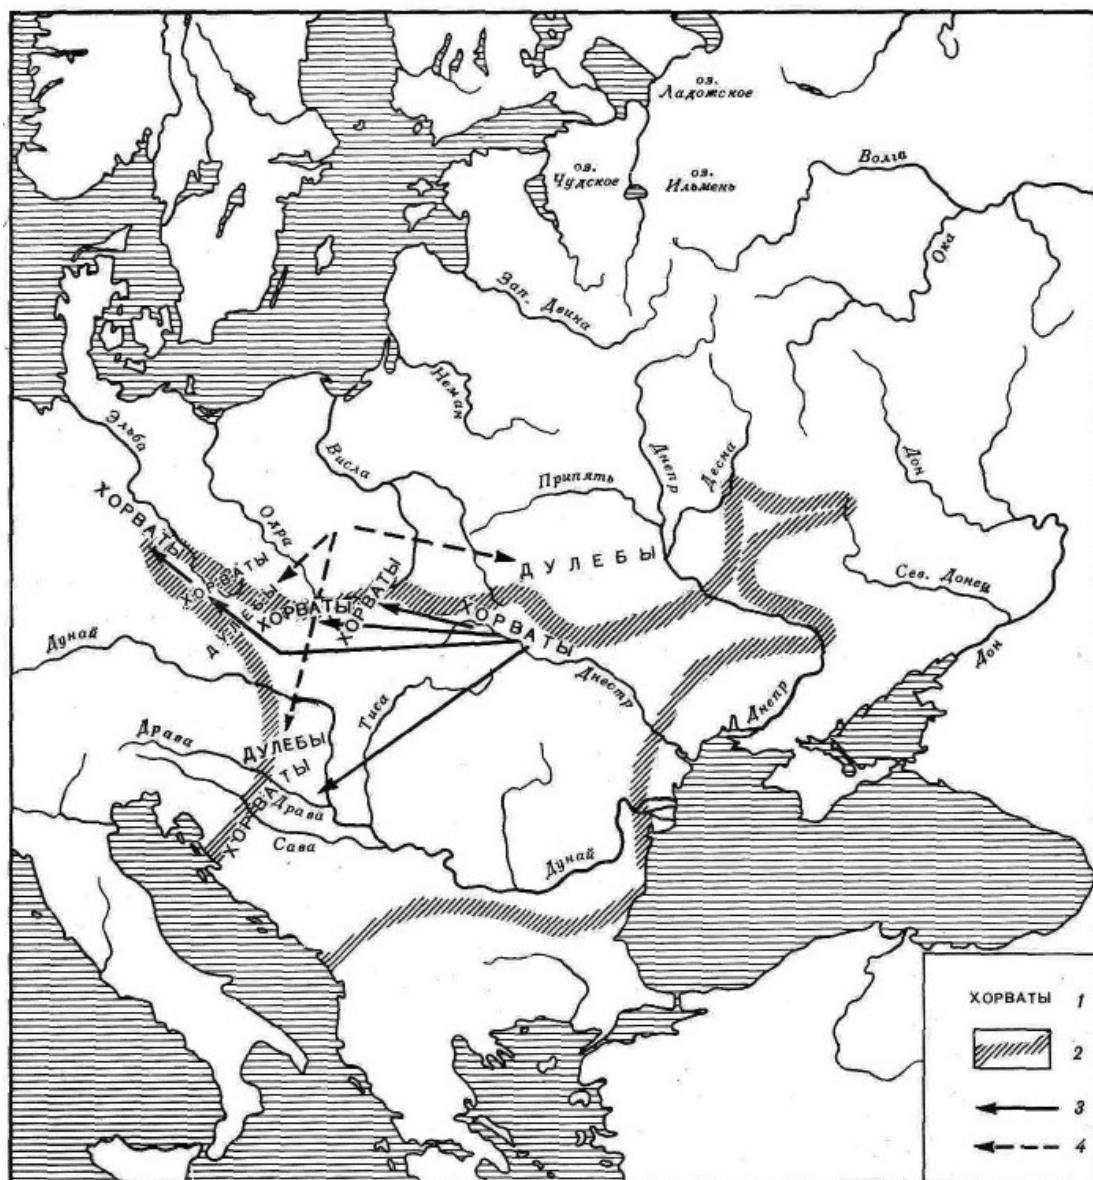 оз.
Ладожское
Волга
оз.
Чудское
оз.
Ильмень
Ока
Зап. Двина
Неман
Эльба
Висла
Днепр
Десна
Дон
Припять
ХОРВАТЫ
Одра
ДУЛЕБЫ
Сев. Донец
ХОРВАТЫ
ДУЛЕБЫ
ХОРВАТЫ
ХОРВАТЫ
ХОРВАТЫ
Дунай
Дон
Днестр
Тиса
Днепр
Драва
ДУЛЕБЫ
ХОРВАТЫ
Драва
Сава
Дунай
ХОРВАТЫ 1
2
3
4